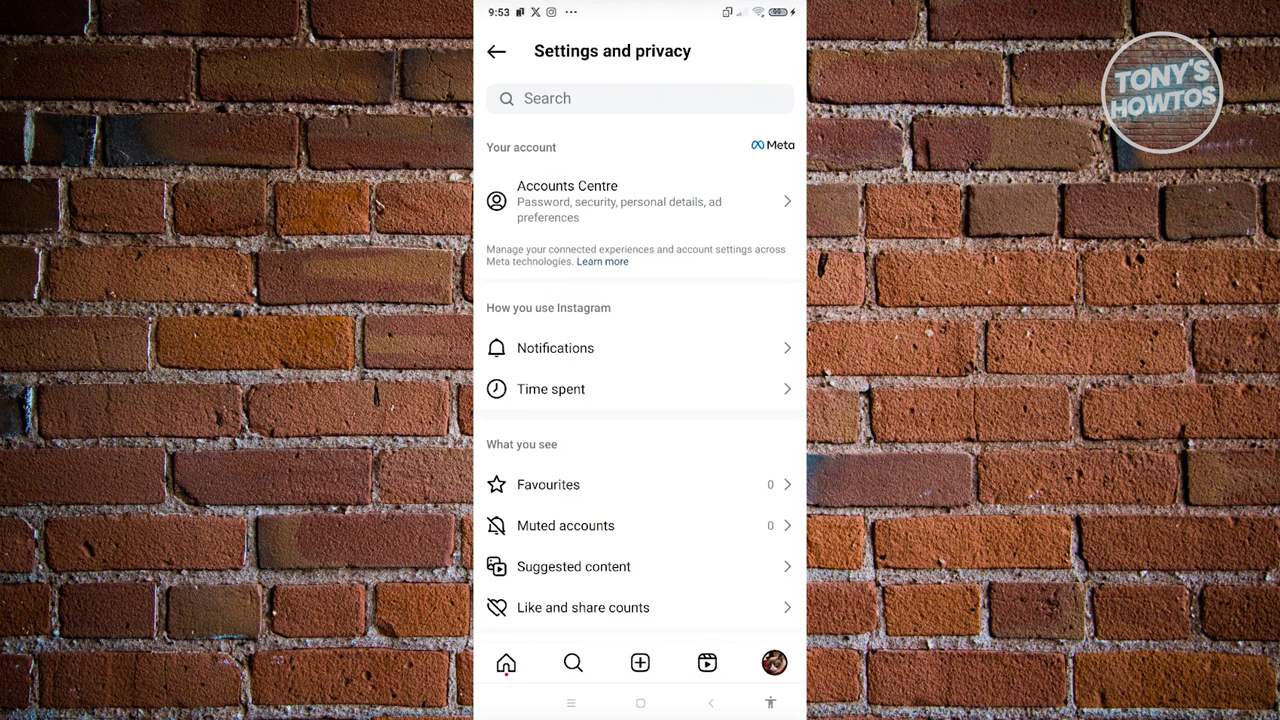 9:53
99
Settings and privacy
TONY'S
HOWTOS
Search
Your account
Meta
Accounts Centre
Password, security, personal details, ad
preferences
Manage your connected experiences and account settings across
Meta technologies. Learn more
How you use Instagram
Notifications
Time spent
What you see
Favourites 0
Muted accounts 0
Suggested content
Like and share counts